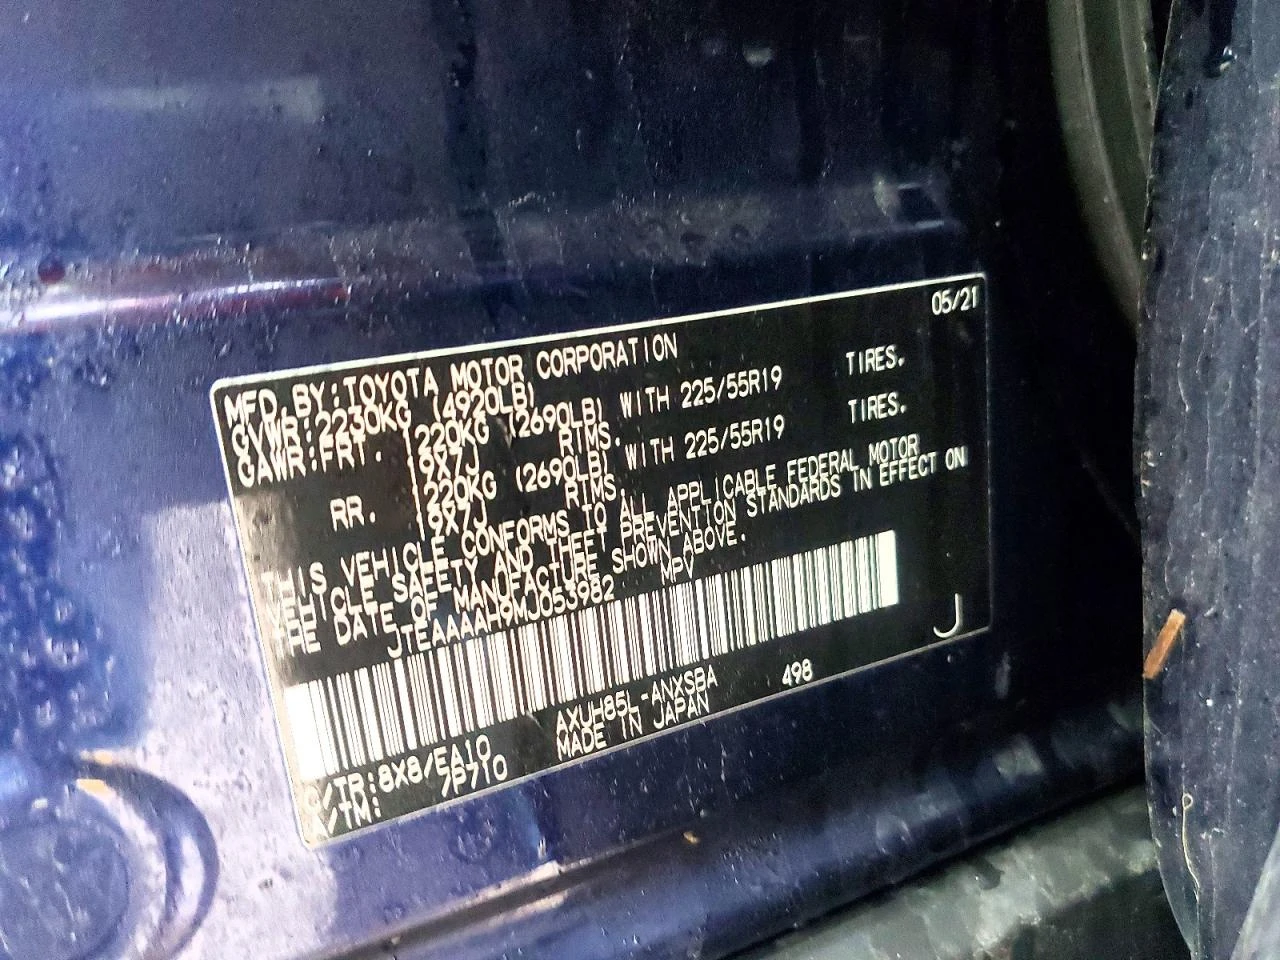 MFD. BY: TOYOTA MOTOR CORPORATION 05/21
GVWR: 2230KG (4920LB)
GAWR: FRT. 1220KG (2690LB) WITH 225/55R19 TIRES.
19X7J RIMS.
RR. 1220KG (2690LB) WITH 225/55R19 TIRES.
19X7J RIMS.
THIS VEHICLE CONFORMS TO ALL APPLICABLE FEDERAL MOTOR
VEHICLE SAFETY AND THEFT PREVENTION STANDARDS IN EFFECT ON
THE DATE OF MANUFACTURE SHOWN ABOVE.
JTEAAAAH9MJ053982 MPV
C/TR: 8X8/EA10 AXUH85L-ANXSBA 498 J
A/TM: 7P710 MADE IN JAPAN